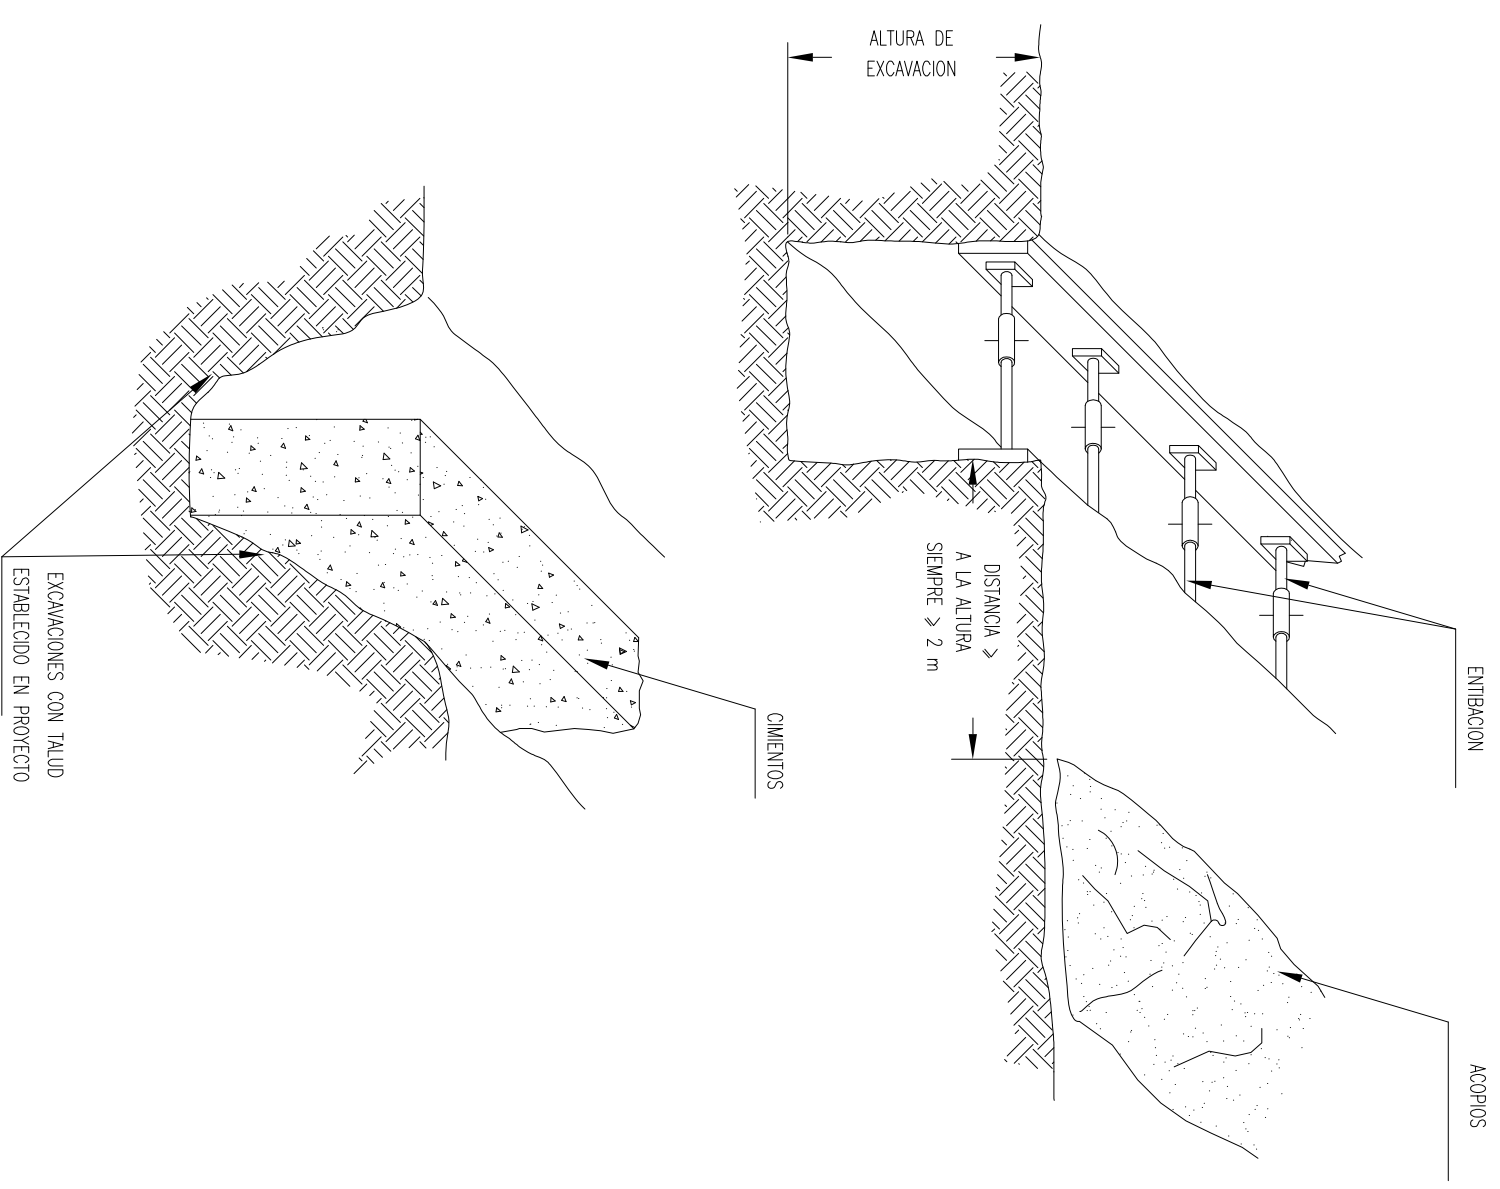 ALTURA DE
EXCAVACION
ENTIBACION
DISTANCIA ⩾
A LA ALTURA
SIEMPRE ⩾ 2 m
ACOPIOS
CIMIENTOS
EXCAVACIONES CON TALUD
ESTABLECIDO EN PROYECTO